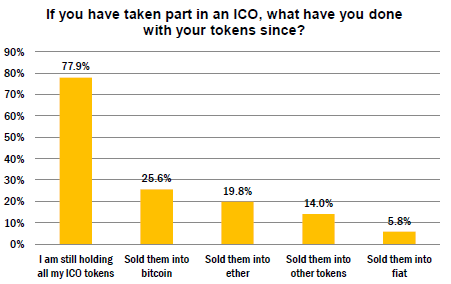 If you have taken part in an ICO, what have you done
with your tokens since?
90%
80%
70%
60%
50%
40%
30%
20%
10%
0%
77.9%
25.6%
19.8%
14.0%
5.8%
I am still holding
all my ICO tokens
Sold them into
bitcoin
Sold them into
ether
Sold them into
other tokens
Sold them into
fiat